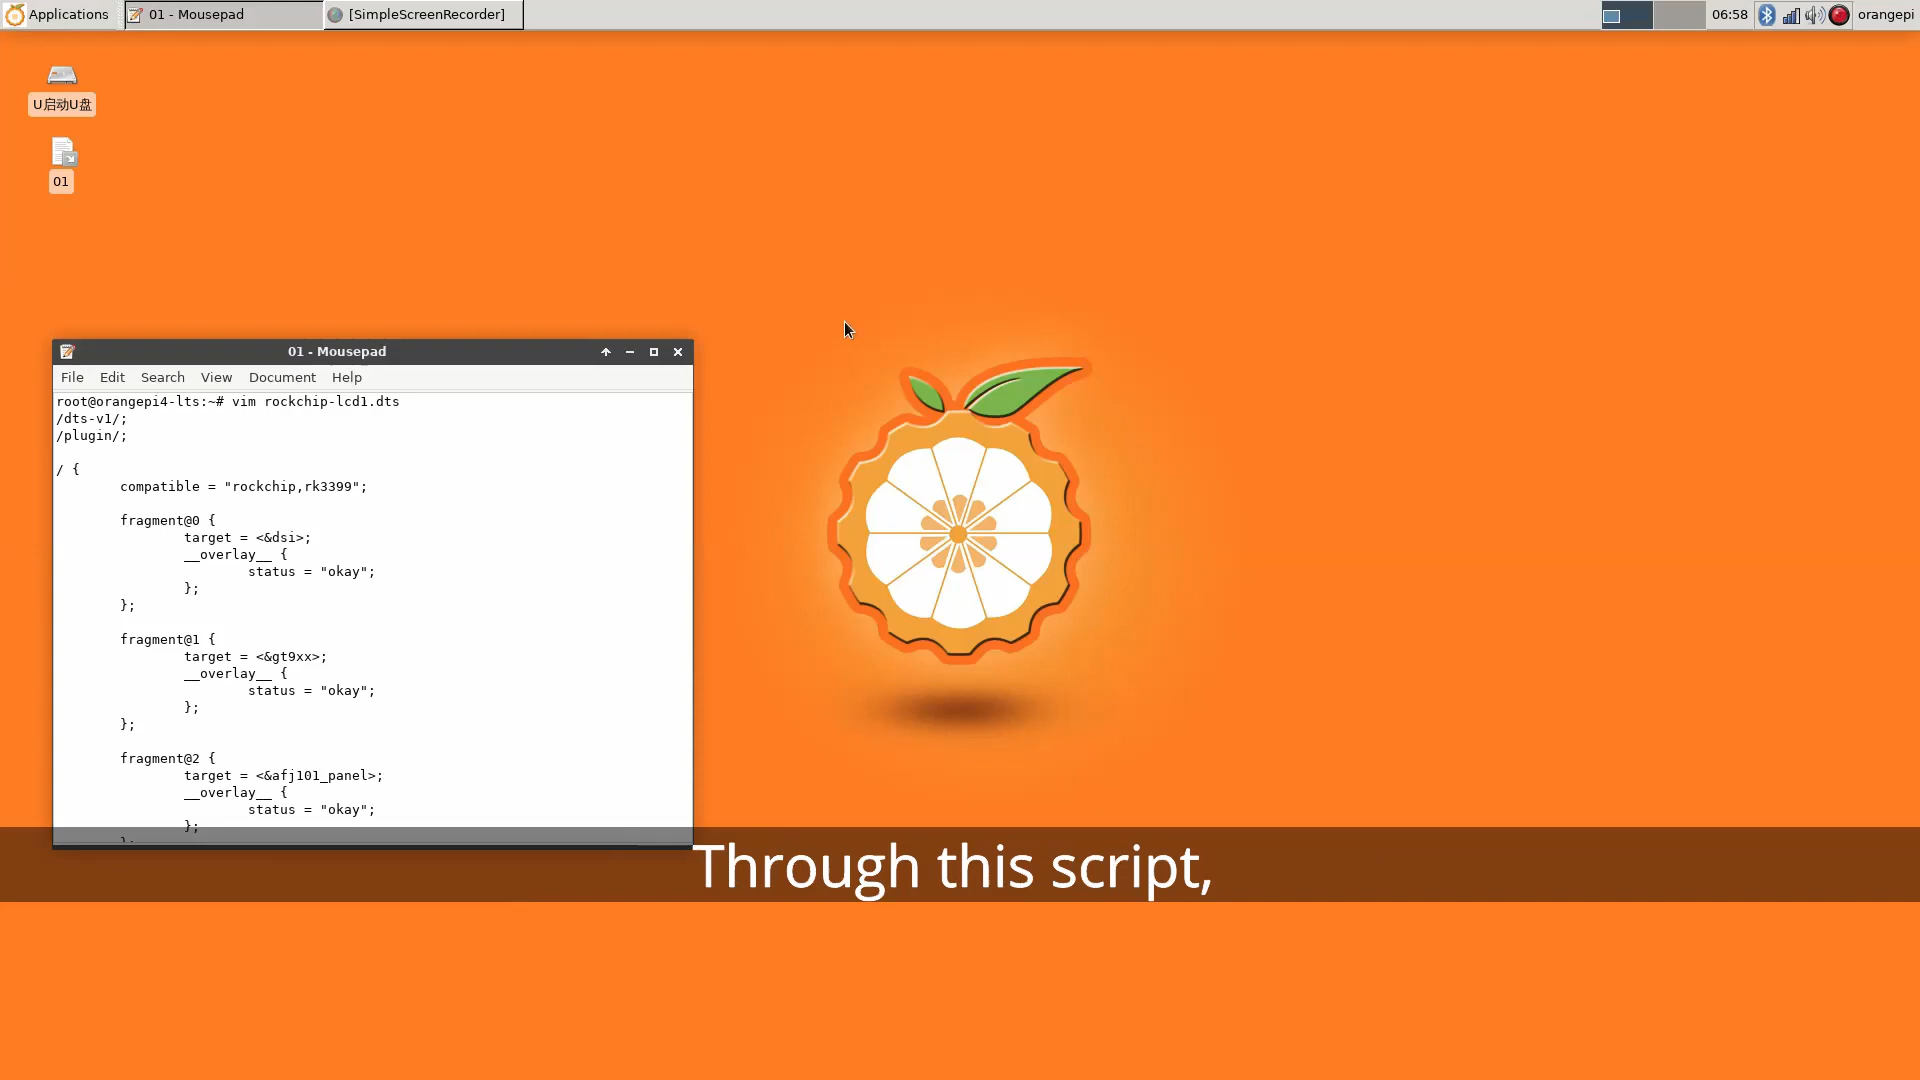 Applications
01 - Mousepad
[SimpleScreenRecorder]
06:58
orangepi
U启动U盘
01
01 - Mousepad
File Edit Search View Document Help
root@orangepi4-lts:~# vim rockchip-lcd1.dts
/dts-v1/;
/plugin/;
/ {
compatible = "rockchip,rk3399";
fragment@0 {
target = <&dsi>;
__overlay__ {
status = "okay";
};
};
fragment@1 {
target = <&gt9xx>;
__overlay__ {
status = "okay";
};
};
fragment@2 {
target = <&afj101_panel>;
__overlay__ {
status = "okay";
};
};
Through this script,